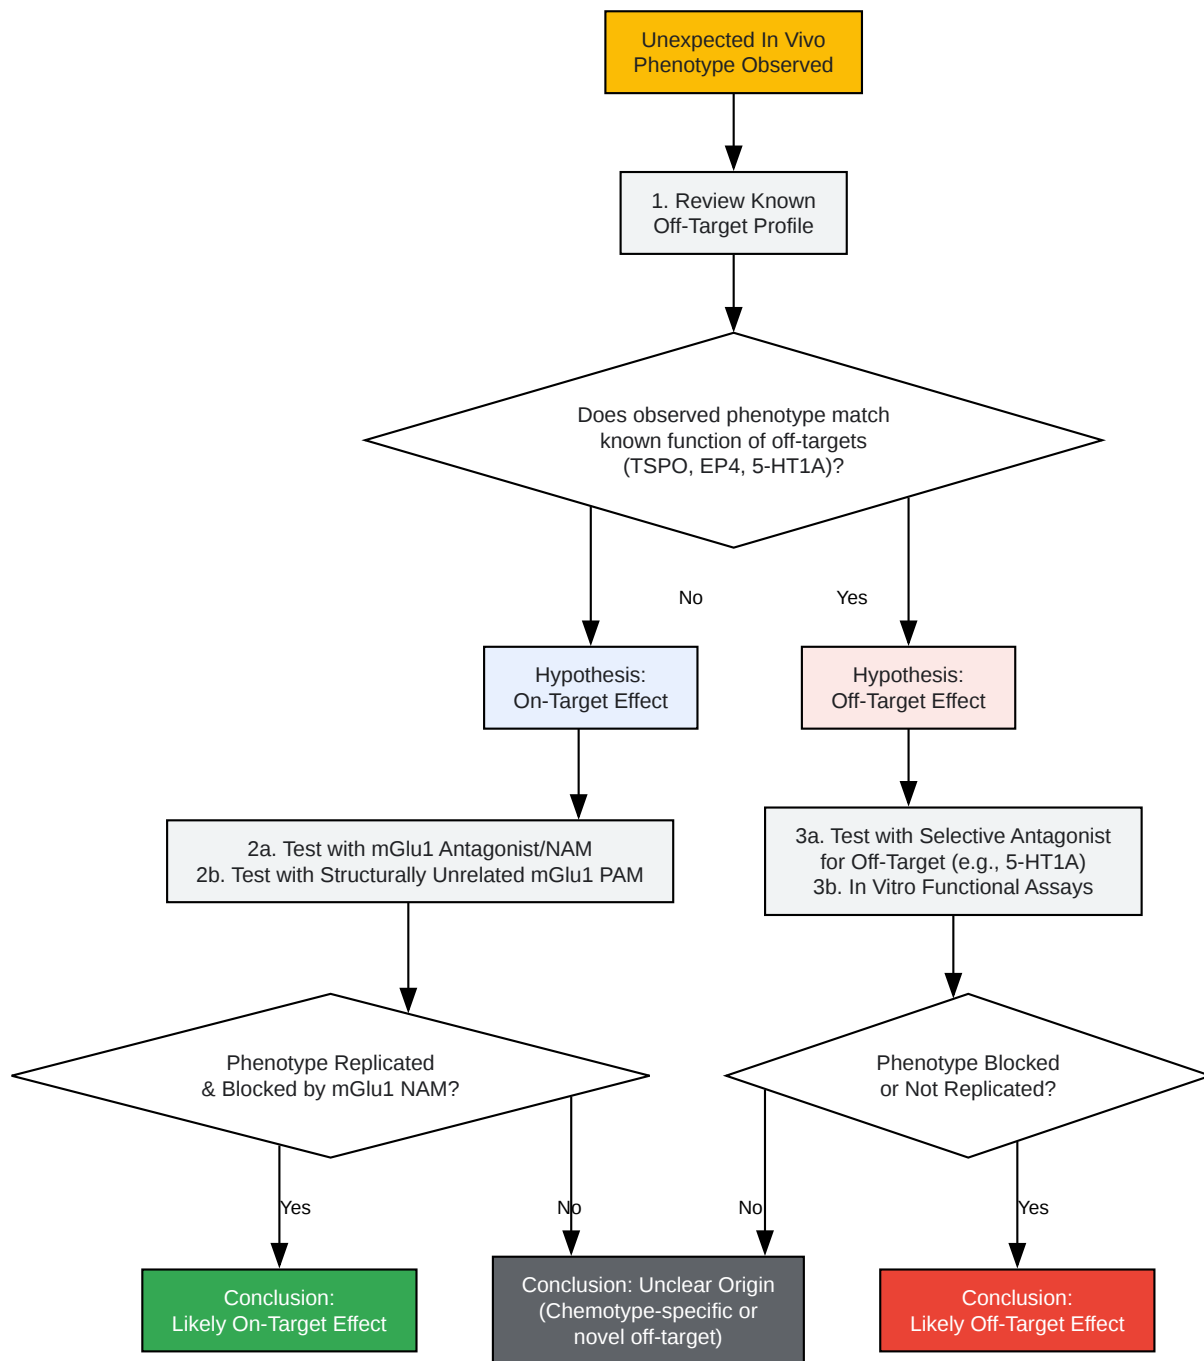 Unexpected In Vivo
Phenotype Observed
1. Review Known
Off-Target Profile
Does observed phenotype match
known function of off-targets
(TSPO, EP4, 5-HT1A)?
No
Yes
Hypothesis:
On-Target Effect
Hypothesis:
Off-Target Effect
2a. Test with mGlu1 Antagonist/NAM
2b. Test with Structurally Unrelated mGlu1 PAM
3a. Test with Selective Antagonist
for Off-Target (e.g., 5-HT1A)
3b. In Vitro Functional Assays
Phenotype Replicated
& Blocked by mGlu1 NAM?
Phenotype Blocked
or Not Replicated?
Yes
No
No
Yes
Conclusion:
Likely On-Target Effect
Conclusion: Unclear Origin
(Chemotype-specific or
novel off-target)
Conclusion:
Likely Off-Target Effect